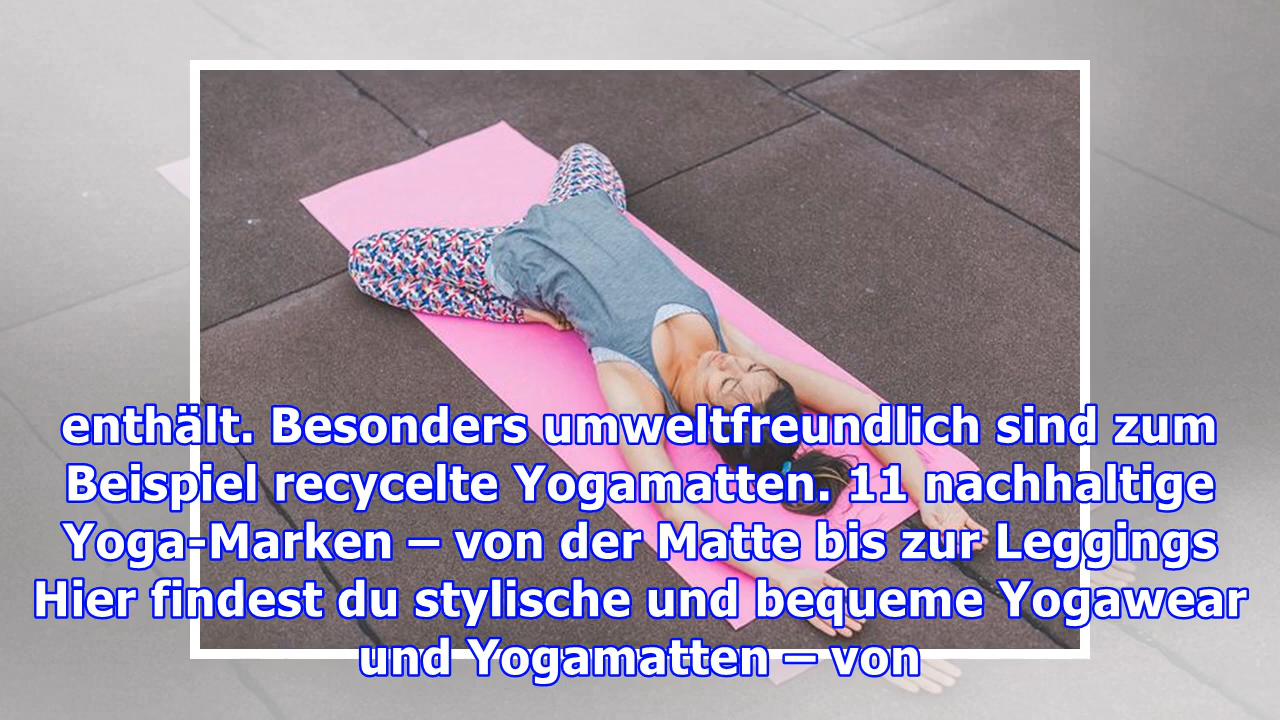 enthält. Besonders umweltfreundlich sind zum
Beispiel recycelte Yogamatten. 11 nachhaltige
Yoga-Marken – von der Matte bis zur Leggings
Hier findest du stylische und bequeme Yogawear
und Yogamatten – von